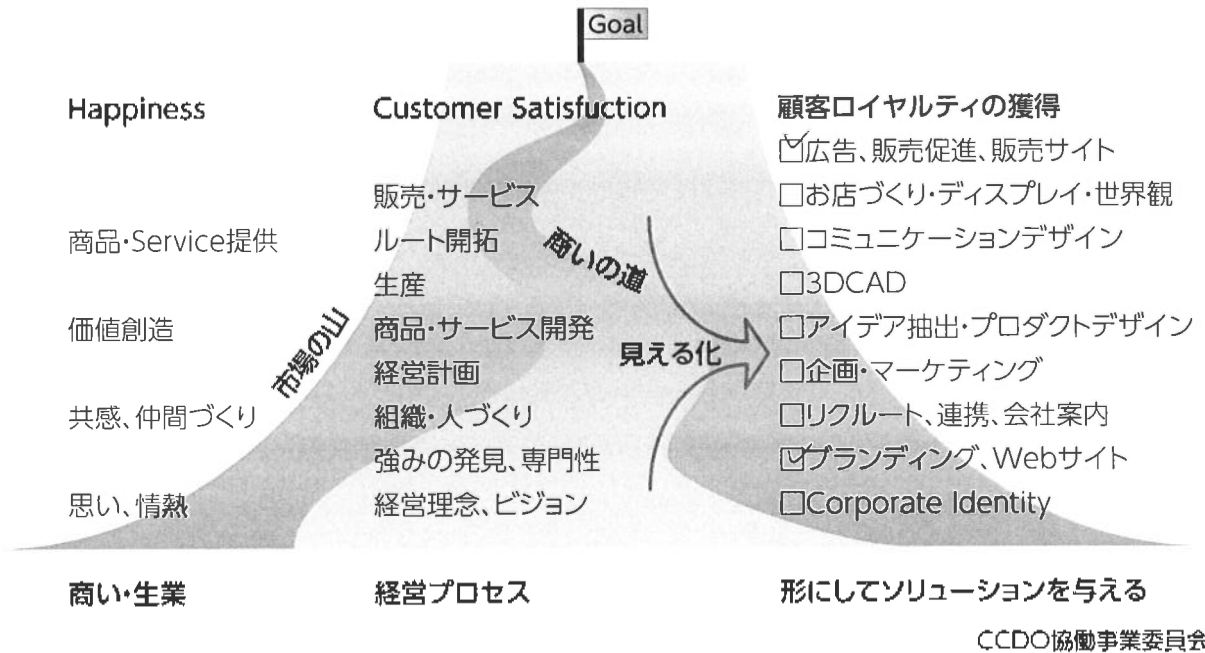 Goal
Happiness
Customer Satisfuction
顧客ロイヤルティの獲得
☑広告、販売促進、販売サイト
販売・サービス
□お店づくり・ディスプレイ・世界観
商品・Service提供
ルート開拓
商いの道
□コミュニケーションデザイン
生産
□3DCAD
価値創造
市場の山
商品・サービス開発
見える化
□アイデア抽出・プロダクトデザイン
経営計画
□企画・マーケティング
共感、仲間づくり
組織・人づくり
□リクルート、連携、会社案内
強みの発見、専門性
☑ブランディング、Webサイト
思い、情熱
経営理念、ビジョン
□Corporate Identity
商い・生業
経営プロセス
形にしてソリューションを与える
CCDO協働事業委員会